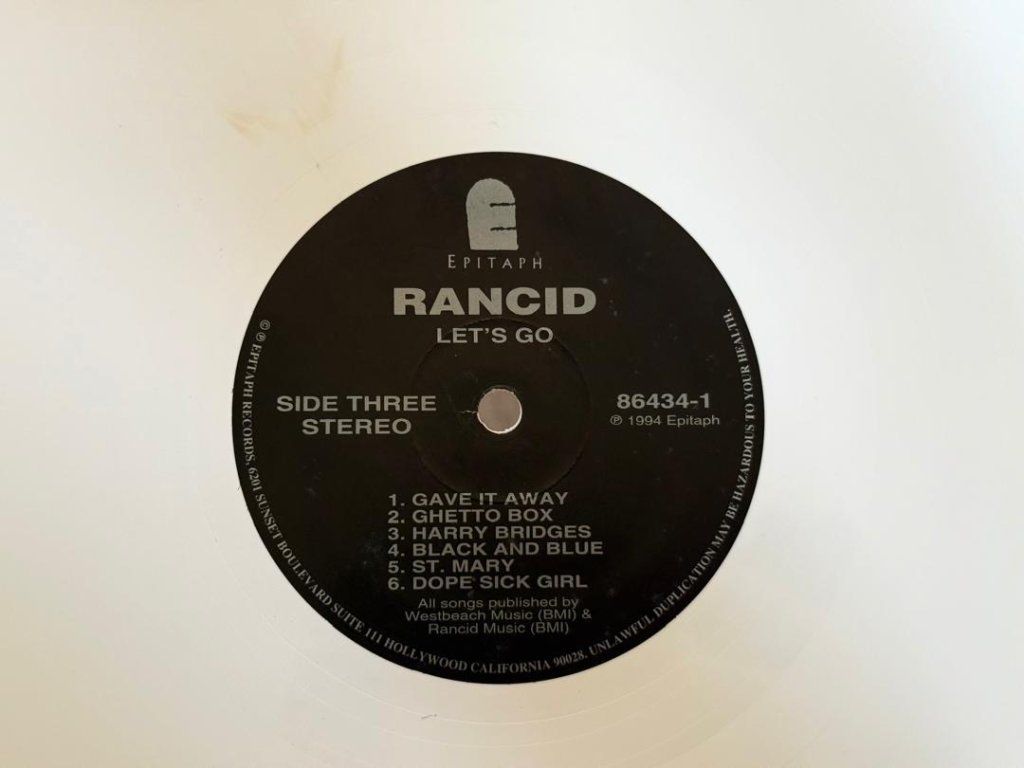 EPITAPH
RANCID
LET'S GO
SIDE THREE
STEREO
86434-1
℗ 1994 Epitaph
1. GAVE IT AWAY
2. GHETTO BOX
3. HARRY BRIDGES
4. BLACK AND BLUE
5. ST. MARY
6. DOPE SICK GIRL
All songs published by
Westbeach Music (BMI) &
Rancid Music (BMI)
© ℗ EPITAPH RECORDS, 6201 SUNSET BOULEVARD SUITE 111 HOLLYWOOD CALIFORNIA 90028. UNLAWFUL DUPLICATION MAY BE HAZARDOUS TO YOUR HEALTH.